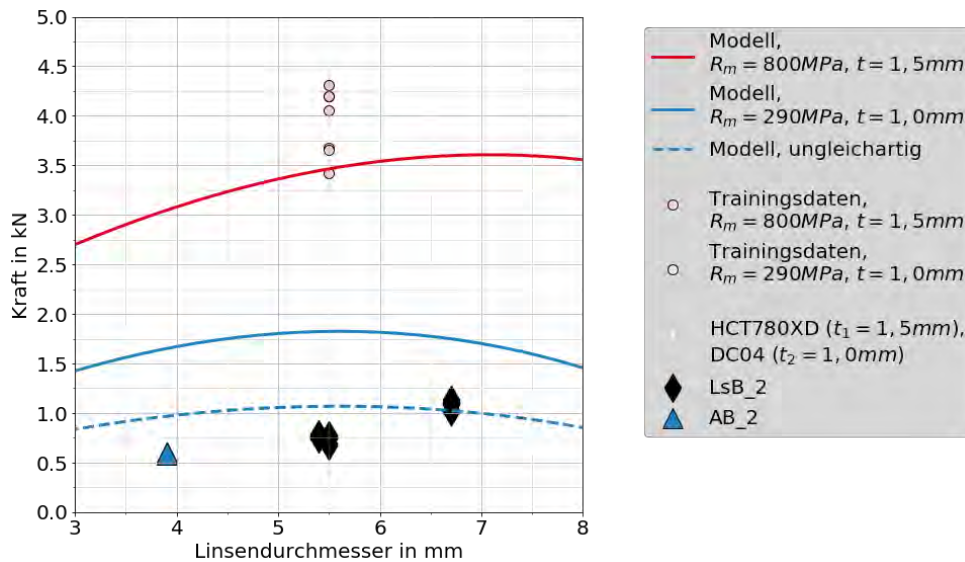 5.0
4.5
4.0
3.5
3.0
2.5
2.0
1.5
1.0
0.5
0.0
Kraft in kN
3 4 5 6 7 8
Linsendurchmesser in mm
Modell,
R_m = 800MPa, t = 1, 5mm
Modell,
R_m = 290MPa, t = 1, 0mm
Modell, ungleichartig
Trainingsdaten,
R_m = 800MPa, t = 1, 5mm
Trainingsdaten,
R_m = 290MPa, t = 1, 0mm
HCT780XD (t_1 = 1, 5mm),
DC04 (t_2 = 1, 0mm)
LsB_2
AB_2